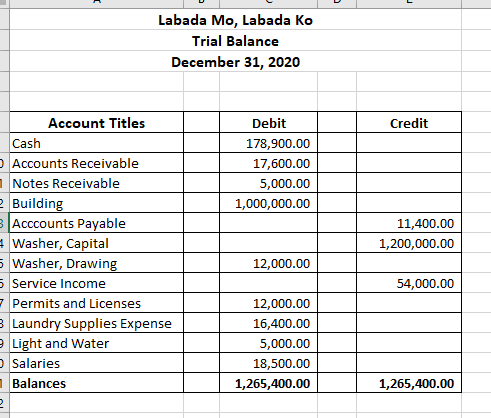 Labada Mo, Labada Ko
Trial Balance
December 31, 2020
Account Titles Debit Credit
Cash 178,900.00
Accounts Receivable 17,600.00
Notes Receivable 5,000.00
Building 1,000,000.00
Acccounts Payable 11,400.00
Washer, Capital 1,200,000.00
Washer, Drawing 12,000.00
Service Income 54,000.00
Permits and Licenses 12,000.00
Laundry Supplies Expense 16,400.00
Light and Water 5,000.00
Salaries 18,500.00
Balances 1,265,400.00 1,265,400.00